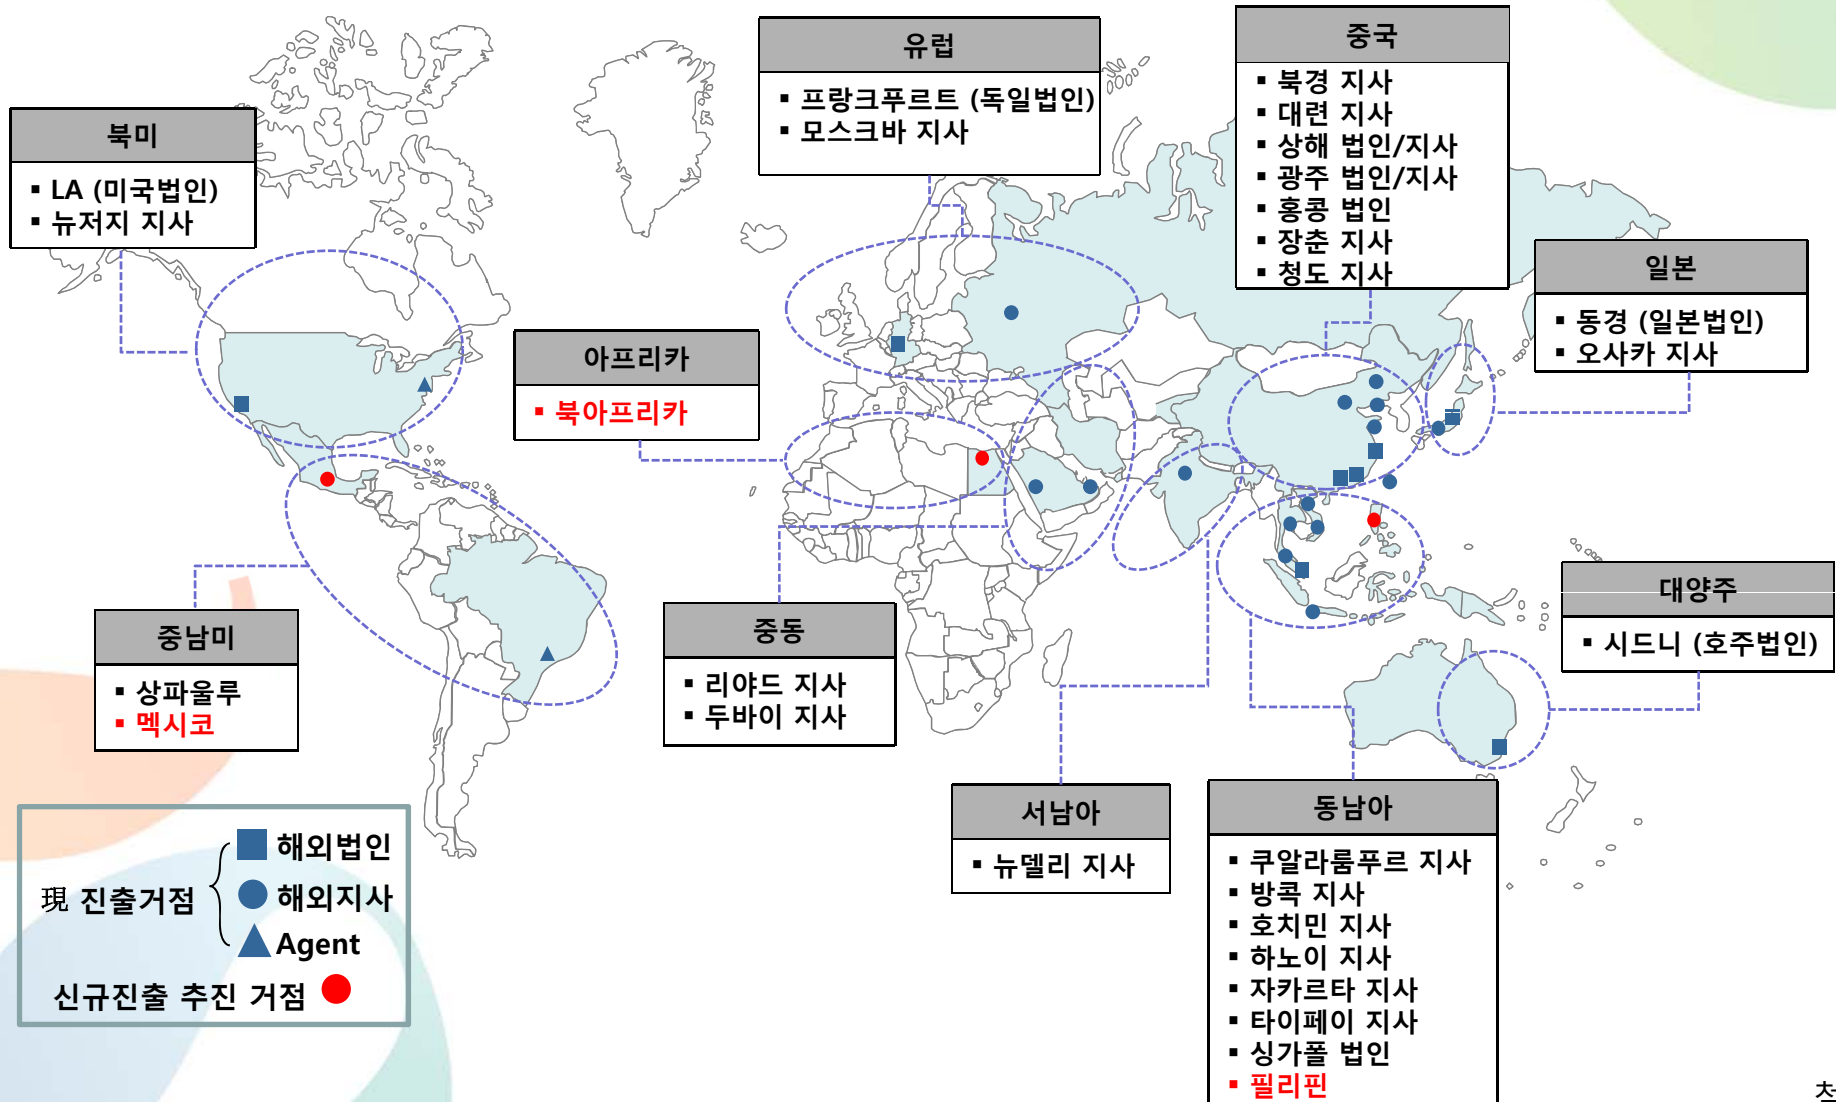 유럽
▪ 프랑크푸르트 (독일법인)
▪ 모스크바 지사
중국
▪ 북경 지사
▪ 대련 지사
▪ 상해 법인/지사
▪ 광주 법인/지사
▪ 홍콩 법인
▪ 장춘 지사
▪ 청도 지사
북미
▪ LA (미국법인)
▪ 뉴저지 지사
일본
▪ 동경 (일본법인)
▪ 오사카 지사
아프리카
▪ 북아프리카
대양주
▪ 시드니 (호주법인)
중남미
▪ 상파울루
▪ 멕시코
중동
▪ 리야드 지사
▪ 두바이 지사
서남아
▪ 뉴델리 지사
동남아
▪ 쿠알라룸푸르 지사
▪ 방콕 지사
▪ 호치민 지사
▪ 하노이 지사
▪ 자카르타 지사
▪ 타이페이 지사
▪ 싱가폴 법인
▪ 필리핀
現 진출거점
해외법인
해외지사
Agent
신규진출 추진 거점